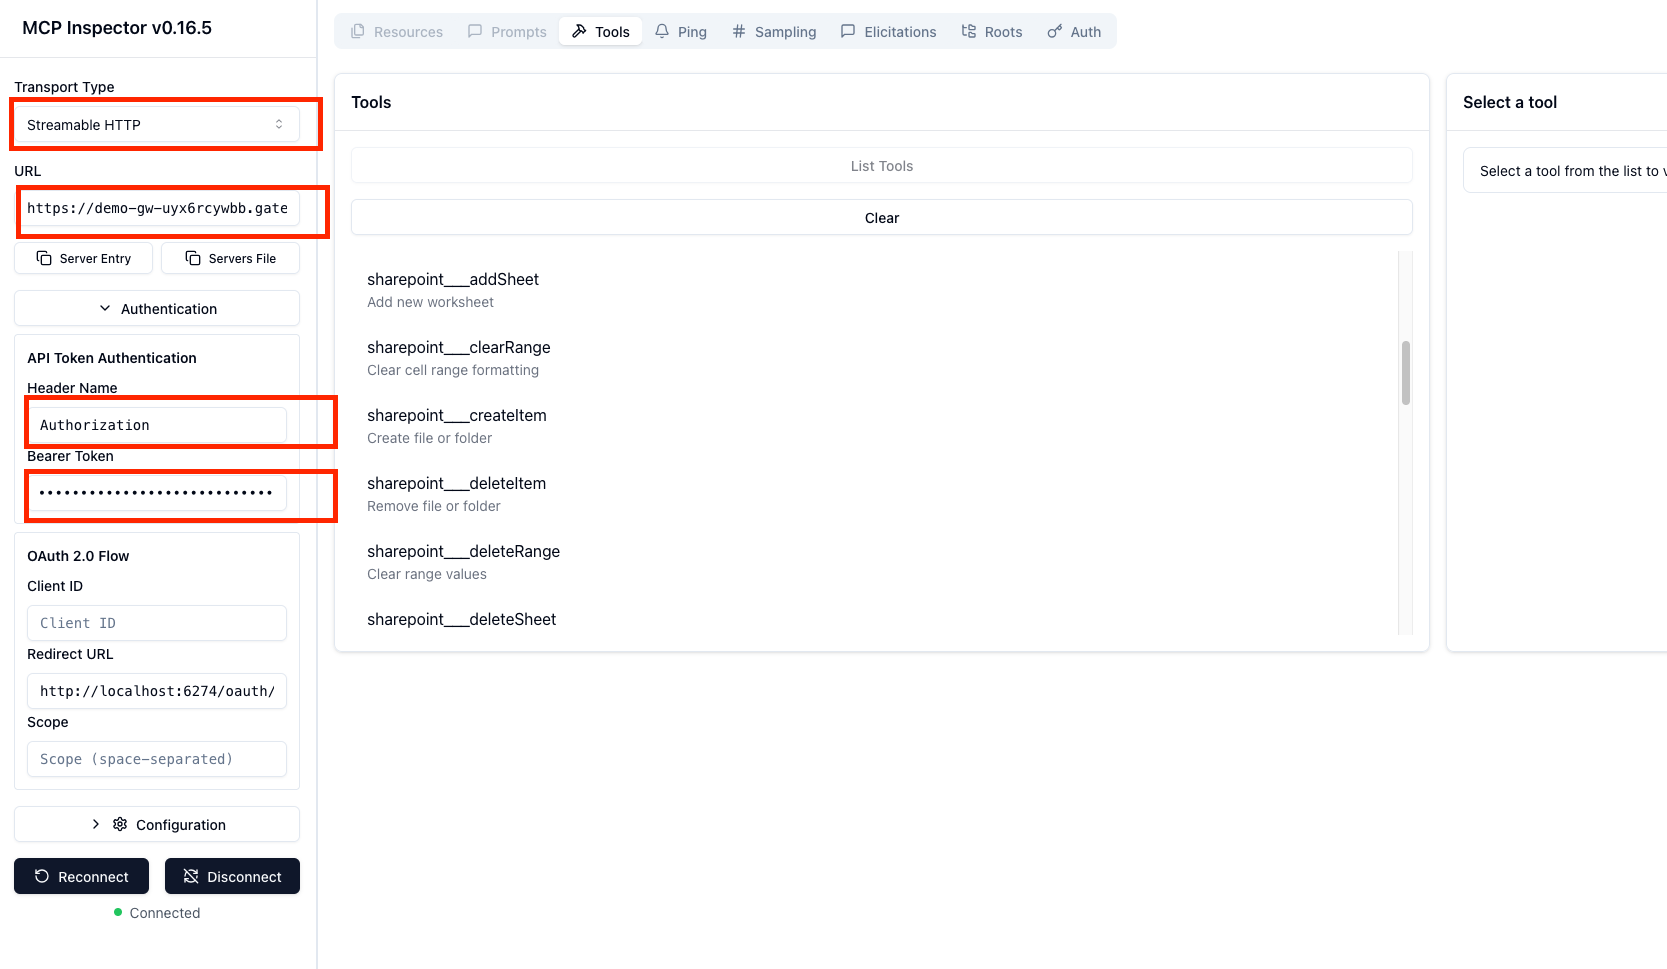 MCP Inspector v0.16.5
Transport Type
Streamable HTTP
URL
https://demo-gw-uyx6rcywbb.gate
Server Entry
Servers File
Authentication
API Token Authentication
Header Name
Authorization
Bearer Token
••••••••••••••••••••••••••••
OAuth 2.0 Flow
Client ID
Client ID
Redirect URL
http://localhost:6274/oauth/
Scope
Scope (space-separated)
Configuration
Reconnect
Disconnect
Connected
Resources
Prompts
Tools
Ping
Sampling
Elicitations
Roots
Auth
Tools
List Tools
Clear
sharepoint___addSheet
Add new worksheet
sharepoint___clearRange
Clear cell range formatting
sharepoint___createItem
Create file or folder
sharepoint___deleteItem
Remove file or folder
sharepoint___deleteRange
Clear range values
sharepoint___deleteSheet
Select a tool
Select a tool from the list to